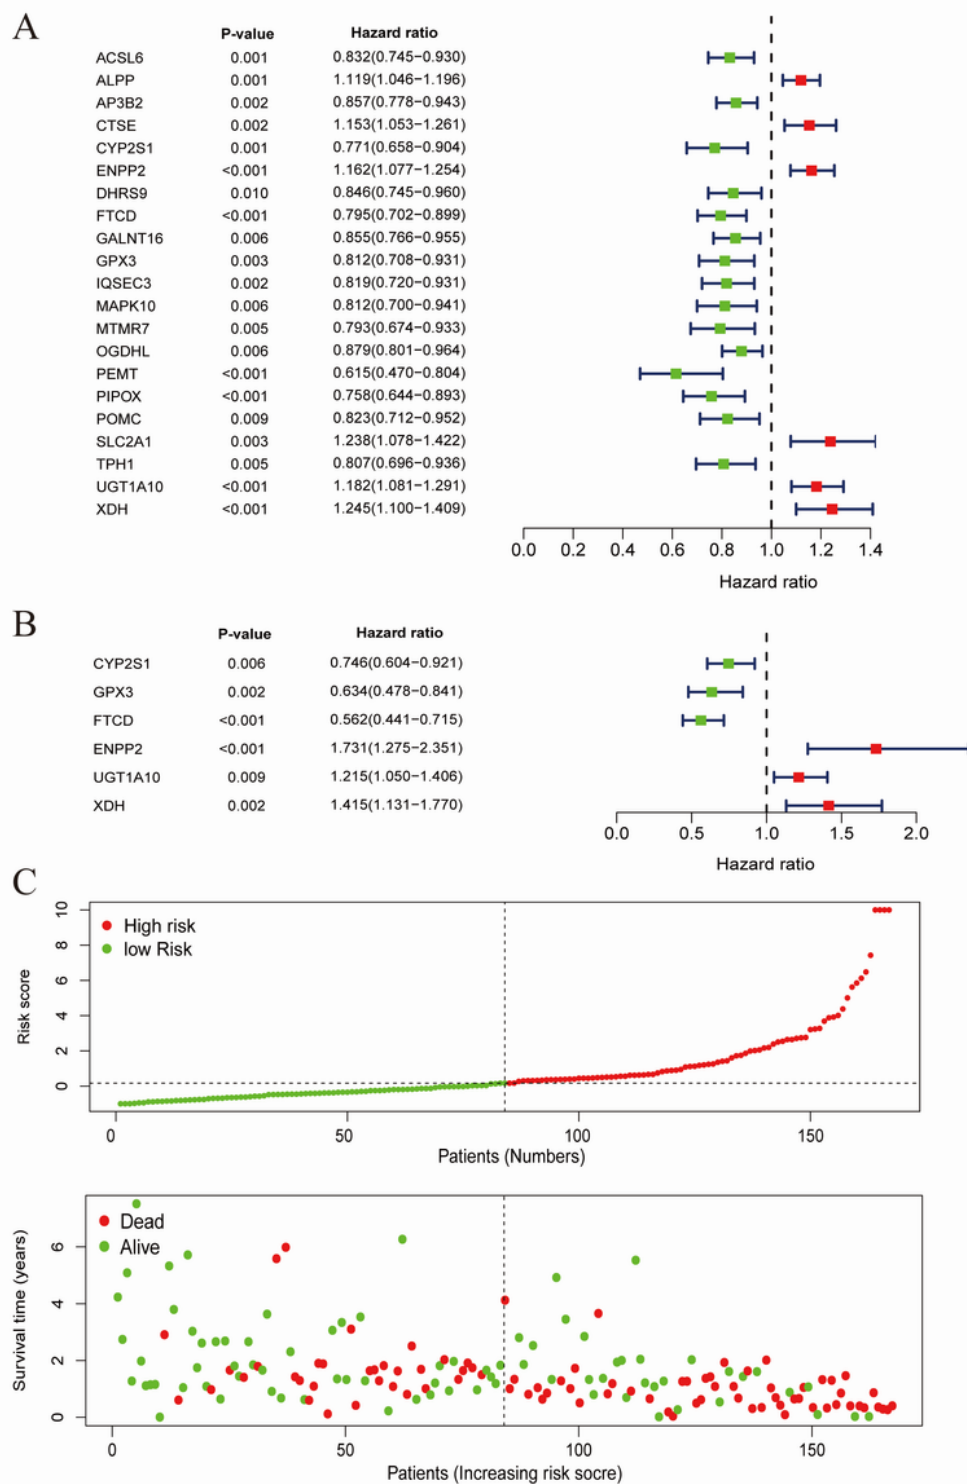 A
P-value Hazard ratio
ACSL6 0.001 0.832(0.745−0.930)
ALPP 0.001 1.119(1.046−1.196)
AP3B2 0.002 0.857(0.778−0.943)
CTSE 0.002 1.153(1.053−1.261)
CYP2S1 0.001 0.771(0.658−0.904)
ENPP2 <0.001 1.162(1.077−1.254)
DHRS9 0.010 0.846(0.745−0.960)
FTCD <0.001 0.795(0.702−0.899)
GALNT16 0.006 0.855(0.766−0.955)
GPX3 0.003 0.812(0.708−0.931)
IQSEC3 0.002 0.819(0.720−0.931)
MAPK10 0.006 0.812(0.700−0.941)
MTMR7 0.005 0.793(0.674−0.933)
OGDHL 0.006 0.879(0.801−0.964)
PEMT <0.001 0.615(0.470−0.804)
PIPOX <0.001 0.758(0.644−0.893)
POMC 0.009 0.823(0.712−0.952)
SLC2A1 0.003 1.238(1.078−1.422)
TPH1 0.005 0.807(0.696−0.936)
UGT1A10 <0.001 1.182(1.081−1.291)
XDH <0.001 1.245(1.100−1.409)
0.0 0.2 0.4 0.6 0.8 1.0 1.2 1.4
Hazard ratio
B
P-value Hazard ratio
CYP2S1 0.006 0.746(0.604−0.921)
GPX3 0.002 0.634(0.478−0.841)
FTCD <0.001 0.562(0.441−0.715)
ENPP2 <0.001 1.731(1.275−2.351)
UGT1A10 0.009 1.215(1.050−1.406)
XDH 0.002 1.415(1.131−1.770)
0.0 0.5 1.0 1.5 2.0
Hazard ratio
C
Risk score
10
8
6
4
2
0
High risk
low Risk
0 50 100 150
Patients (Numbers)
Survival time (years)
6
4
2
0
Dead
Alive
0 50 100 150
Patients (Increasing risk socre)